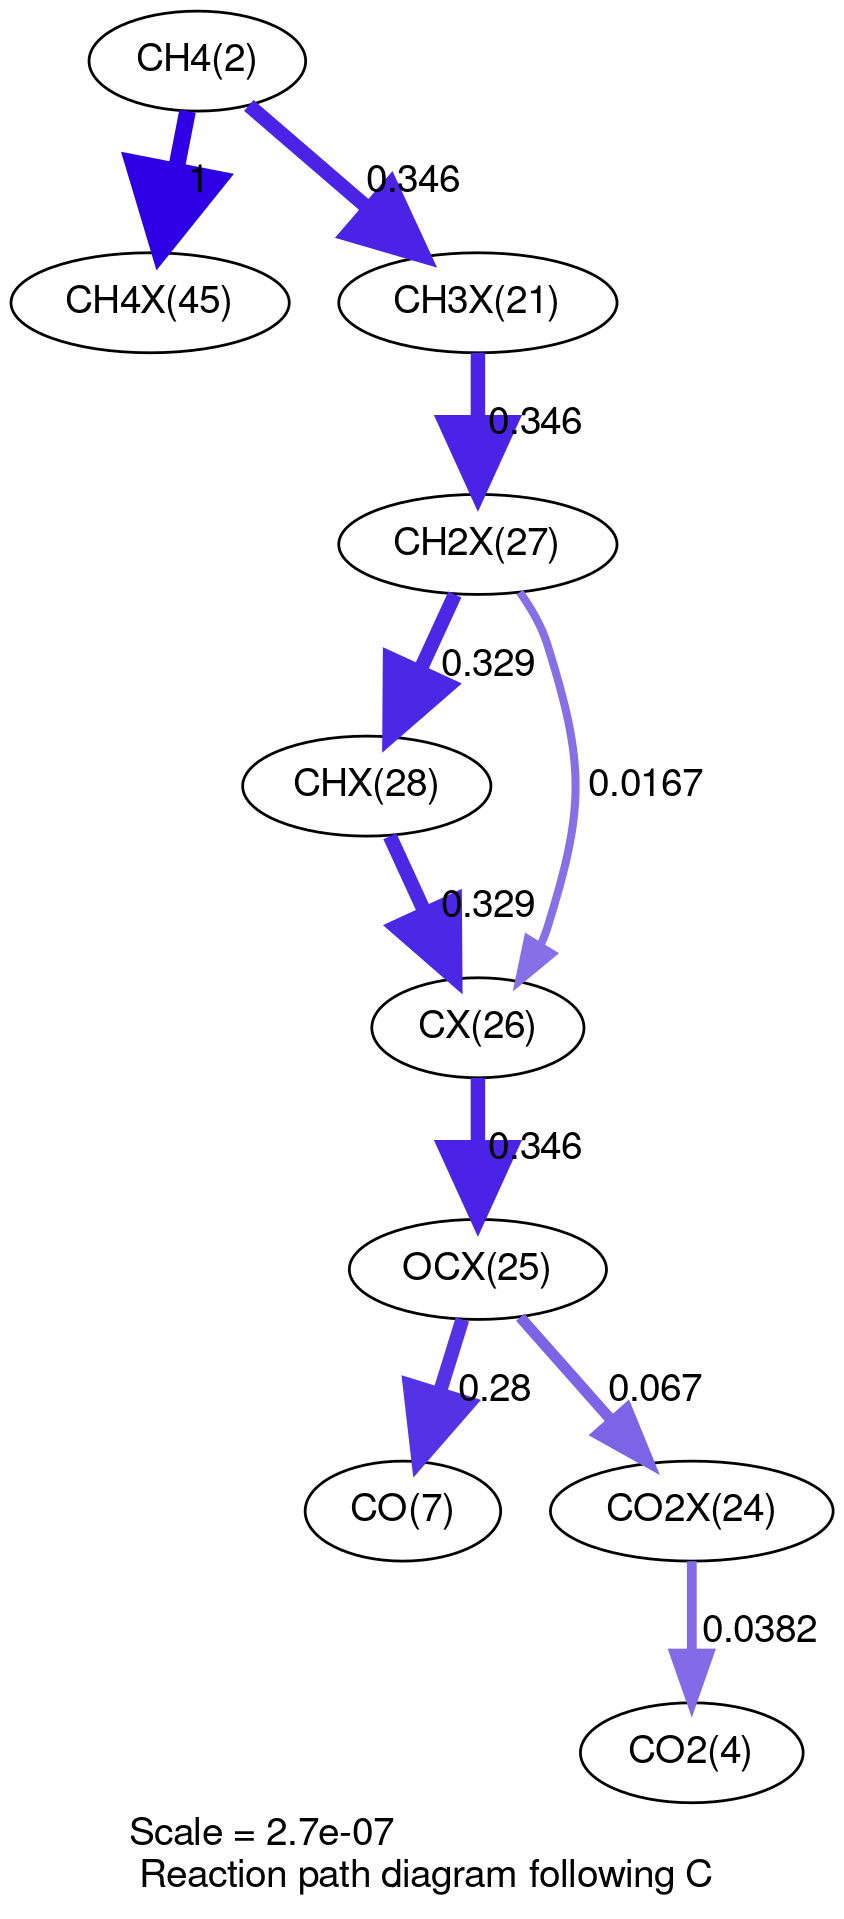 CH4(2)
1
0.346
CH4X(45)
CH3X(21)
0.346
CH2X(27)
0.329
0.0167
CHX(28)
0.329
CX(26)
0.346
OCX(25)
0.28
0.067
CO(7)
CO2X(24)
0.0382
CO2(4)
Scale = 2.7e-07
Reaction path diagram following C